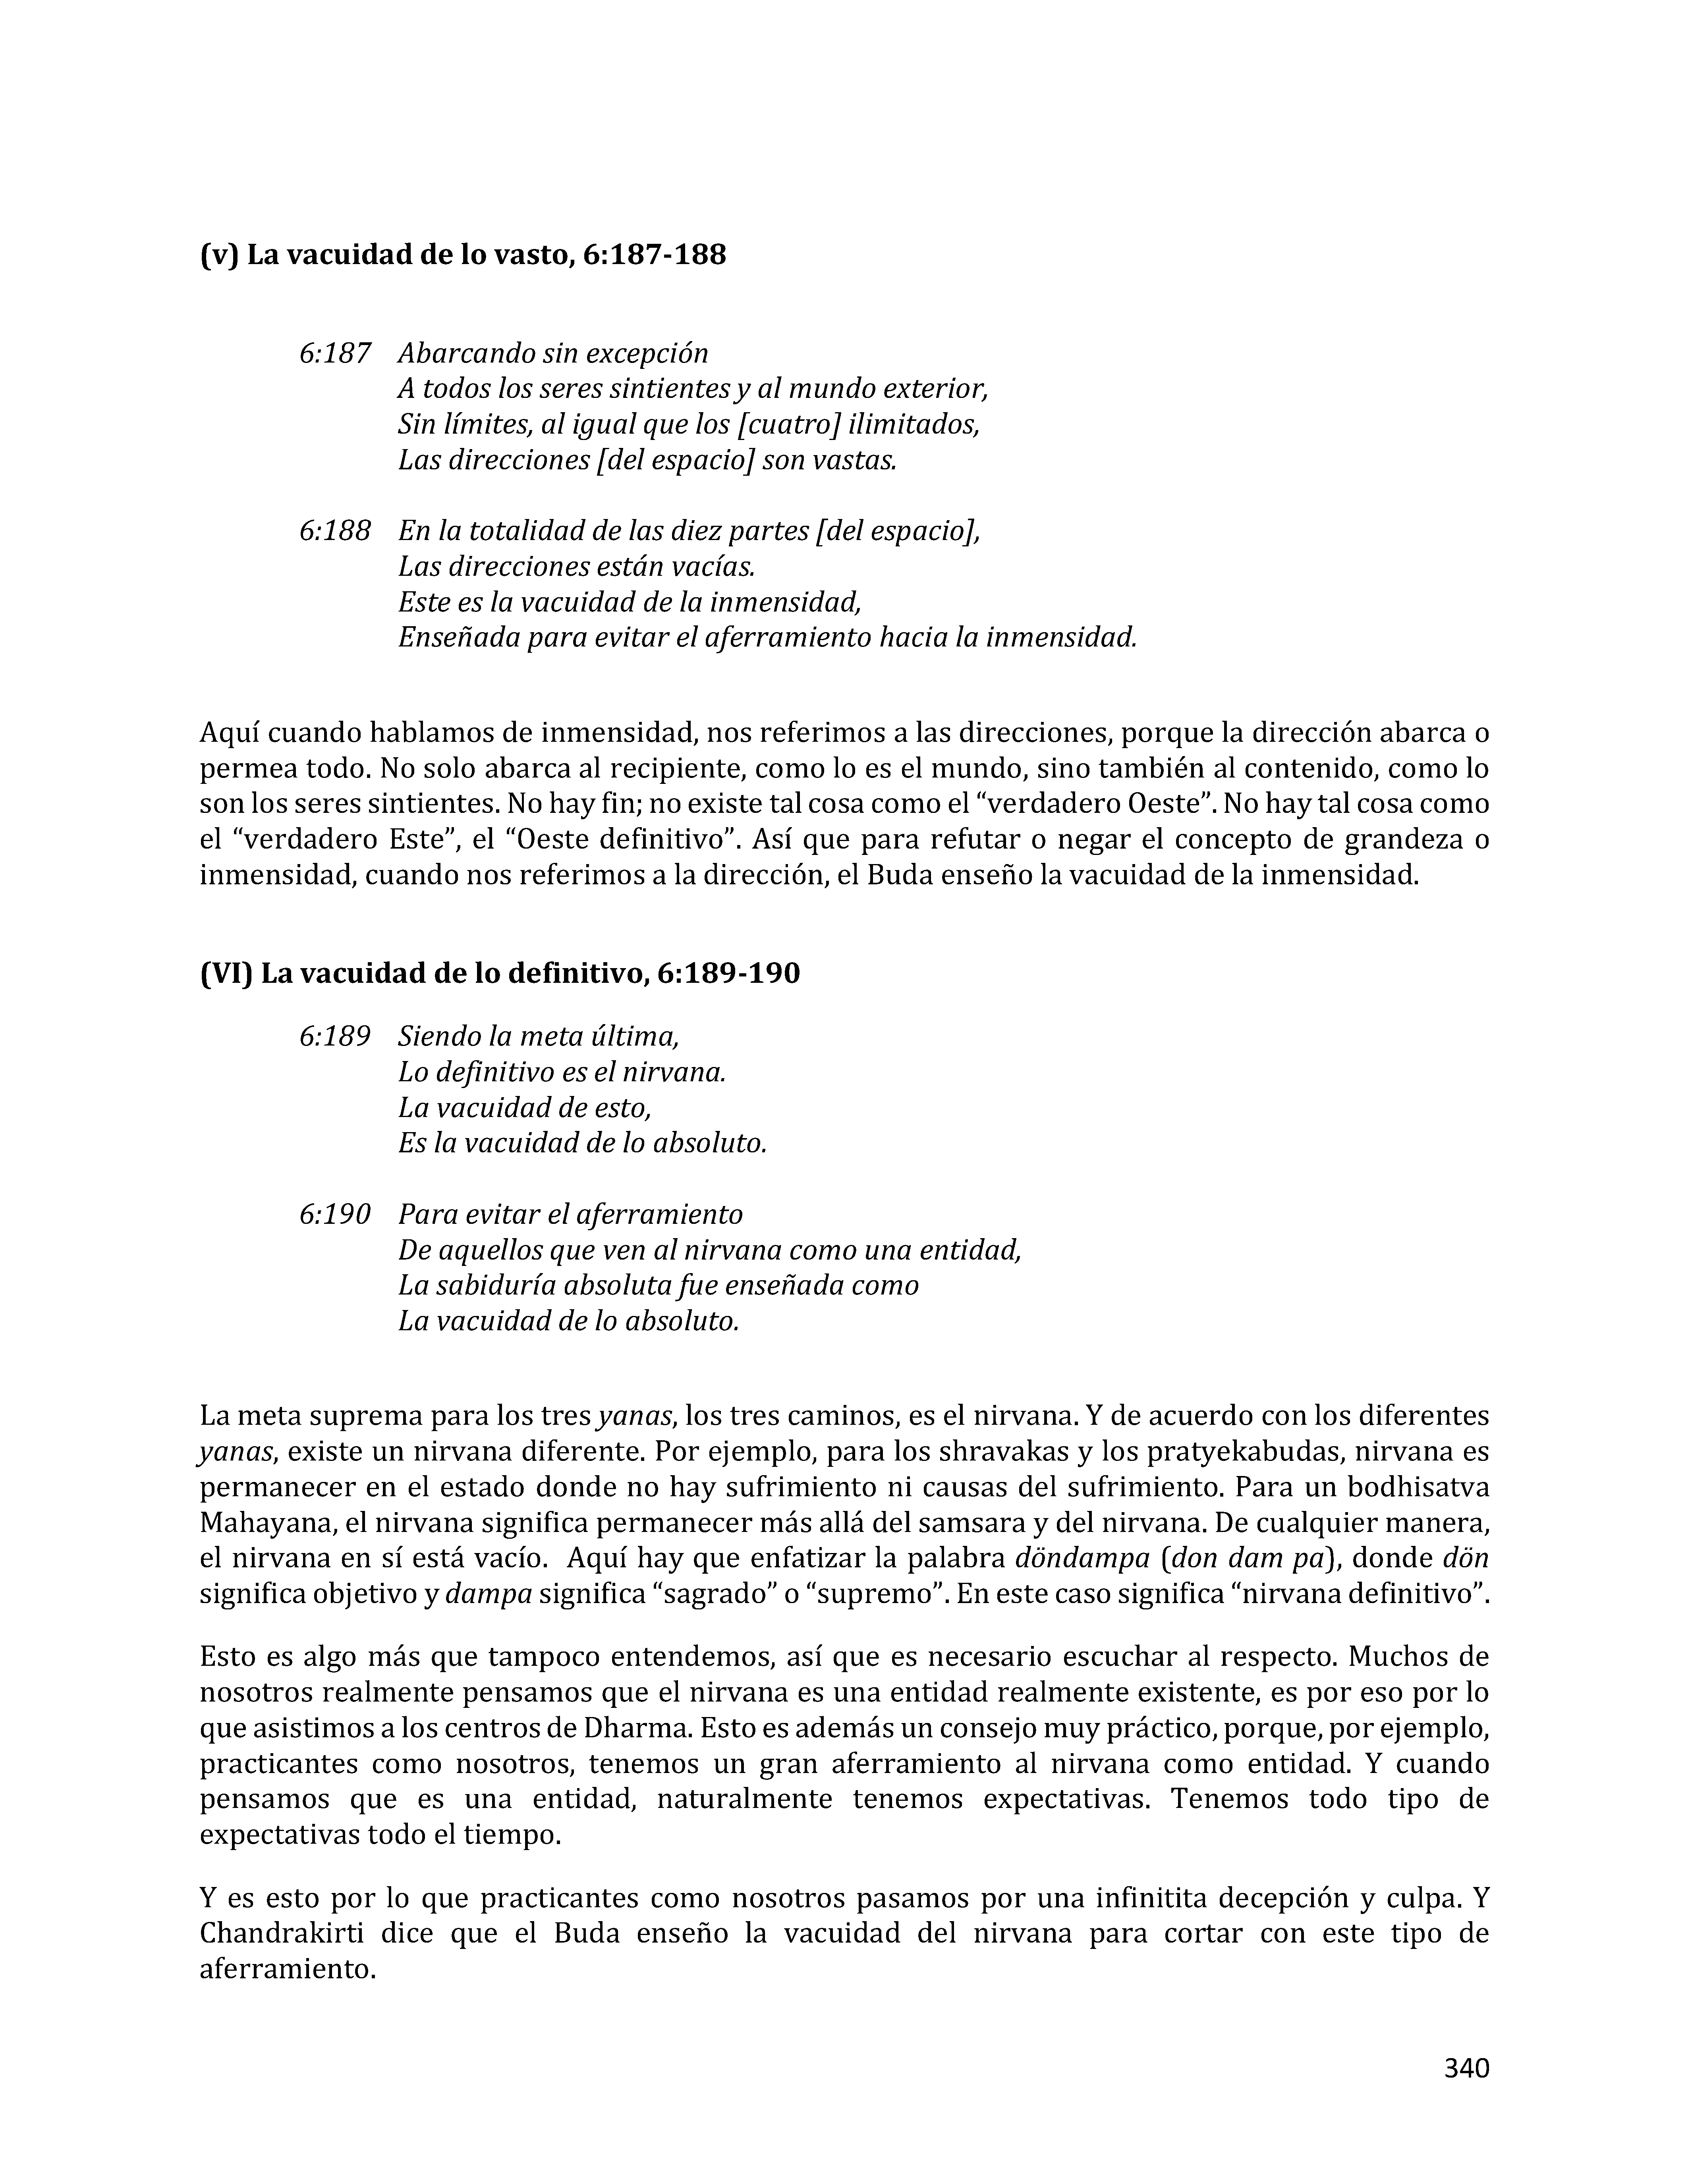 (v) La vacuidad de lo vasto, 6:187-188
6:187 Abarcando sin excepción
A todos los seres sintientes y al mundo exterior,
Sin límites, al igual que los [cuatro] ilimitados,
Las direcciones [del espacio] son vastas.
6:188 En la totalidad de las diez partes [del espacio],
Las direcciones están vacías.
Este es la vacuidad de la inmensidad,
Enseñada para evitar el aferramiento hacia la inmensidad.
Aquí cuando hablamos de inmensidad, nos referimos a las direcciones, porque la dirección abarca o
permea todo. No solo abarca al recipiente, como lo es el mundo, sino también al contenido, como lo
son los seres sintientes. No hay fin; no existe tal cosa como el “verdadero Oeste”. No hay tal cosa como
el “verdadero Este”, el “Oeste definitivo”. Así que para refutar o negar el concepto de grandeza o
inmensidad, cuando nos referimos a la dirección, el Buda enseño la vacuidad de la inmensidad.
(VI) La vacuidad de lo definitivo, 6:189-190
6:189 Siendo la meta última,
Lo definitivo es el nirvana.
La vacuidad de esto,
Es la vacuidad de lo absoluto.
6:190 Para evitar el aferramiento
De aquellos que ven al nirvana como una entidad,
La sabiduría absoluta fue enseñada como
La vacuidad de lo absoluto.
La meta suprema para los tres yanas, los tres caminos, es el nirvana. Y de acuerdo con los diferentes
yanas, existe un nirvana diferente. Por ejemplo, para los shravakas y los pratyekabudas, nirvana es
permanecer en el estado donde no hay sufrimiento ni causas del sufrimiento. Para un bodhisatva
Mahayana, el nirvana significa permanecer más allá del samsara y del nirvana. De cualquier manera,
el nirvana en sí está vacío.  Aquí hay que enfatizar la palabra döndampa (don dam pa), donde dön
significa objetivo y dampa significa “sagrado” o “supremo”. En este caso significa “nirvana definitivo”.
Esto es algo más que tampoco entendemos, así que es necesario escuchar al respecto. Muchos de
nosotros realmente pensamos que el nirvana es una entidad realmente existente, es por eso por lo
que asistimos a los centros de Dharma. Esto es además un consejo muy práctico, porque, por ejemplo,
practicantes como nosotros, tenemos un gran aferramiento al nirvana como entidad. Y cuando
pensamos que es una entidad, naturalmente tenemos expectativas. Tenemos todo tipo de
expectativas todo el tiempo.
Y es esto por lo que practicantes como nosotros pasamos por una infinitita decepción y culpa. Y
Chandrakirti dice que el Buda enseño la vacuidad del nirvana para cortar con este tipo de
aferramiento.
340